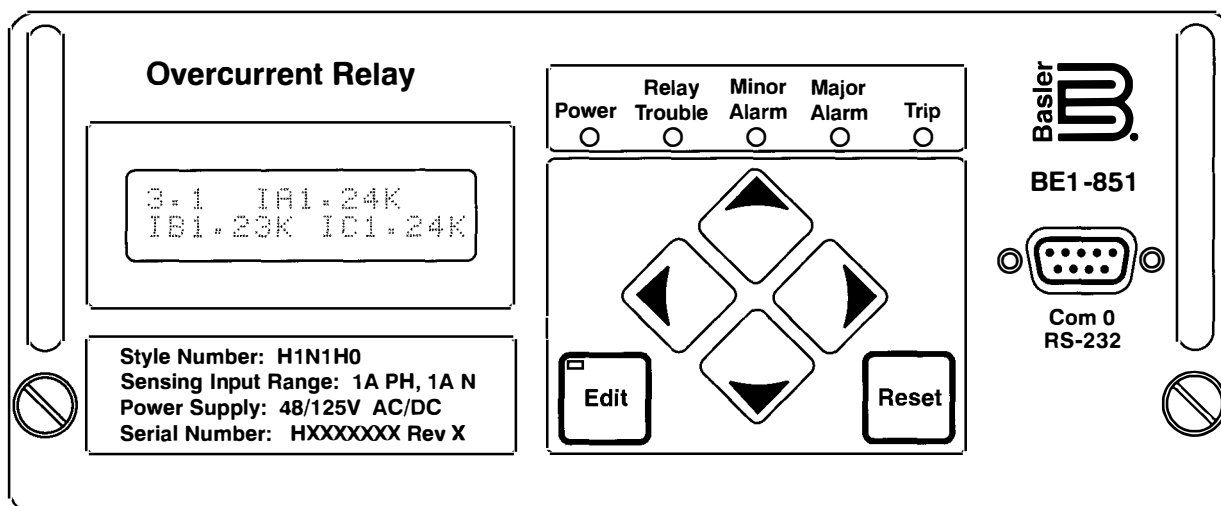 Overcurrent Relay
3.1 IA1.24K
IB1.23K IC1.24K
Style Number: H1N1H0
Sensing Input Range: 1A PH, 1A N
Power Supply: 48/125V AC/DC
Serial Number: HXXXXXXX Rev X
Power
Relay Trouble
Minor Alarm
Major Alarm
Trip
Edit
Reset
Basler
B
BE1-851
Com 0
RS-232